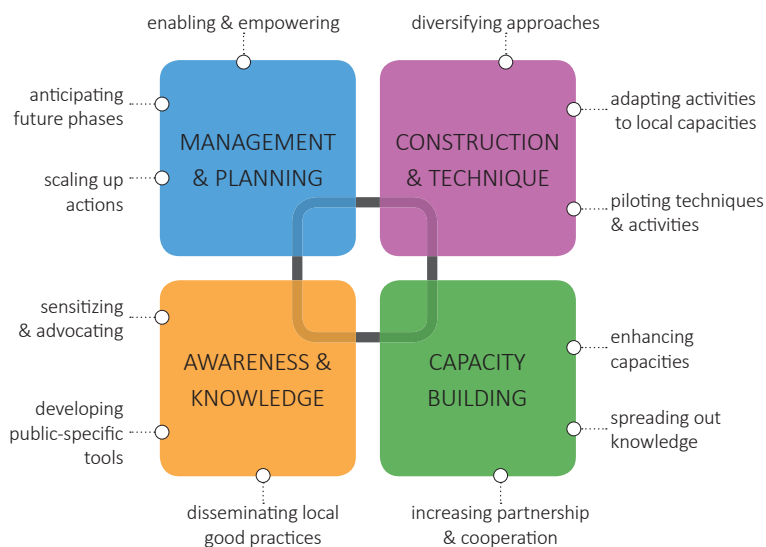 enabling & empowering
diversifying approaches
anticipating
future phases
scaling up
actions
MANAGEMENT
& PLANNING
CONSTRUCTION
& TECHNIQUE
adapting activities
to local capacities
piloting techniques
& activities
sensitizing
& advocating
developing
public-specific
tools
AWARENESS &
KNOWLEDGE
CAPACITY
BUILDING
enhancing
capacities
spreading out
knowledge
disseminating local
good practices
increasing partnership
& cooperation